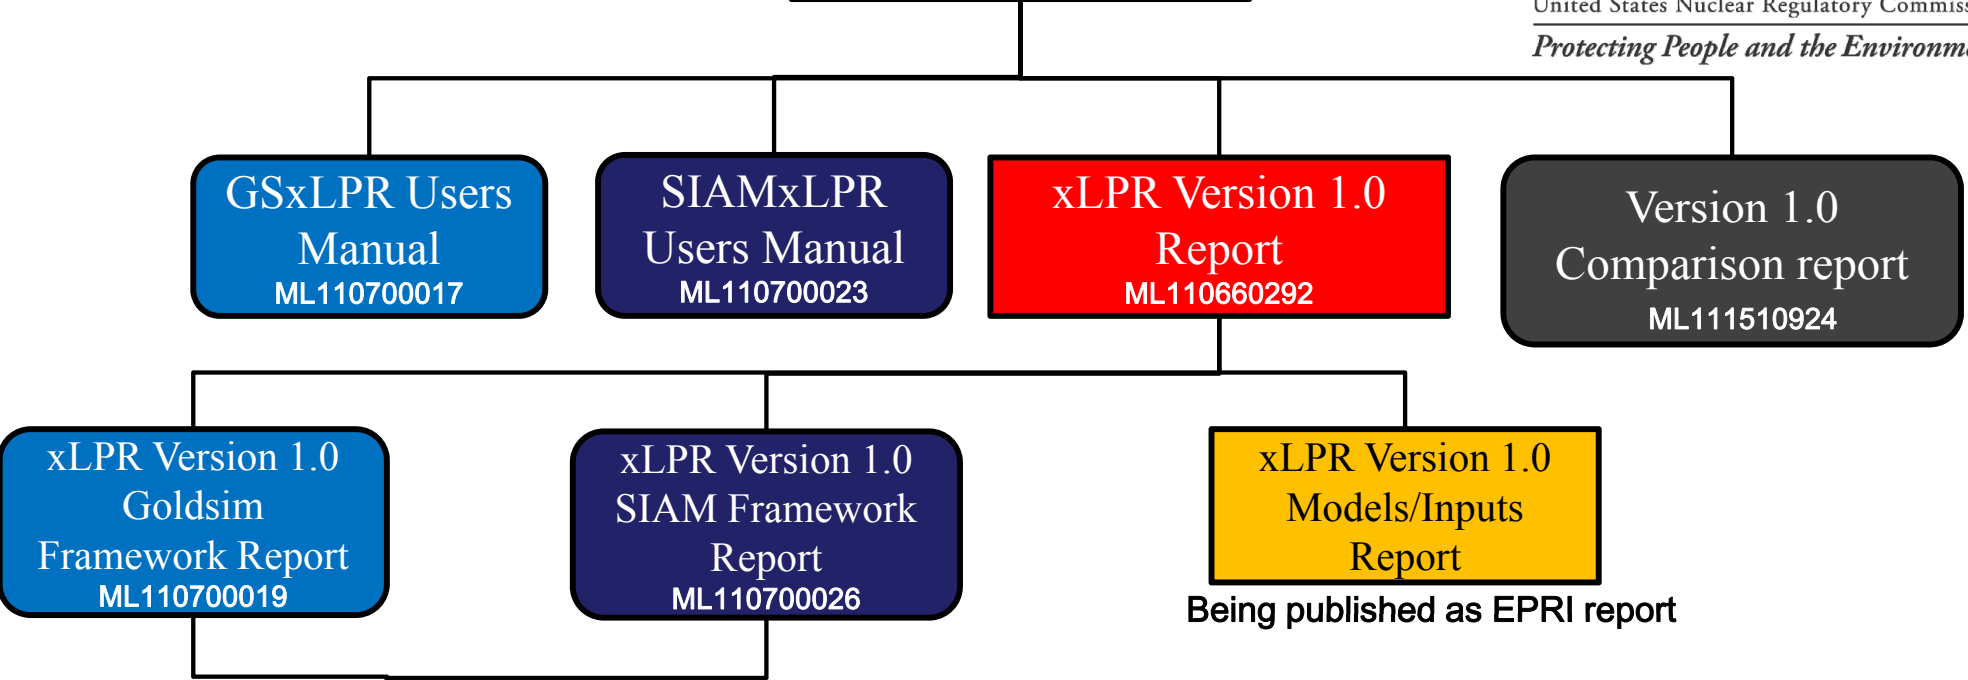 United States Nuclear Regulatory
Protecting People and the
GSxLPR Users
Manual
ML110700017
SIAMxLPR
Users Manual
ML110700023
xLPR Version 1.0
Report
ML110660292
Version 1.0
Comparison report
ML111510924
xLPR Version 1.0
Goldsim
Framework Report
ML110700019
xLPR Version 1.0
SIAM Framework
Report
ML110700026
xLPR Version 1.0
Models/Inputs
Report
Being published as EPRI report